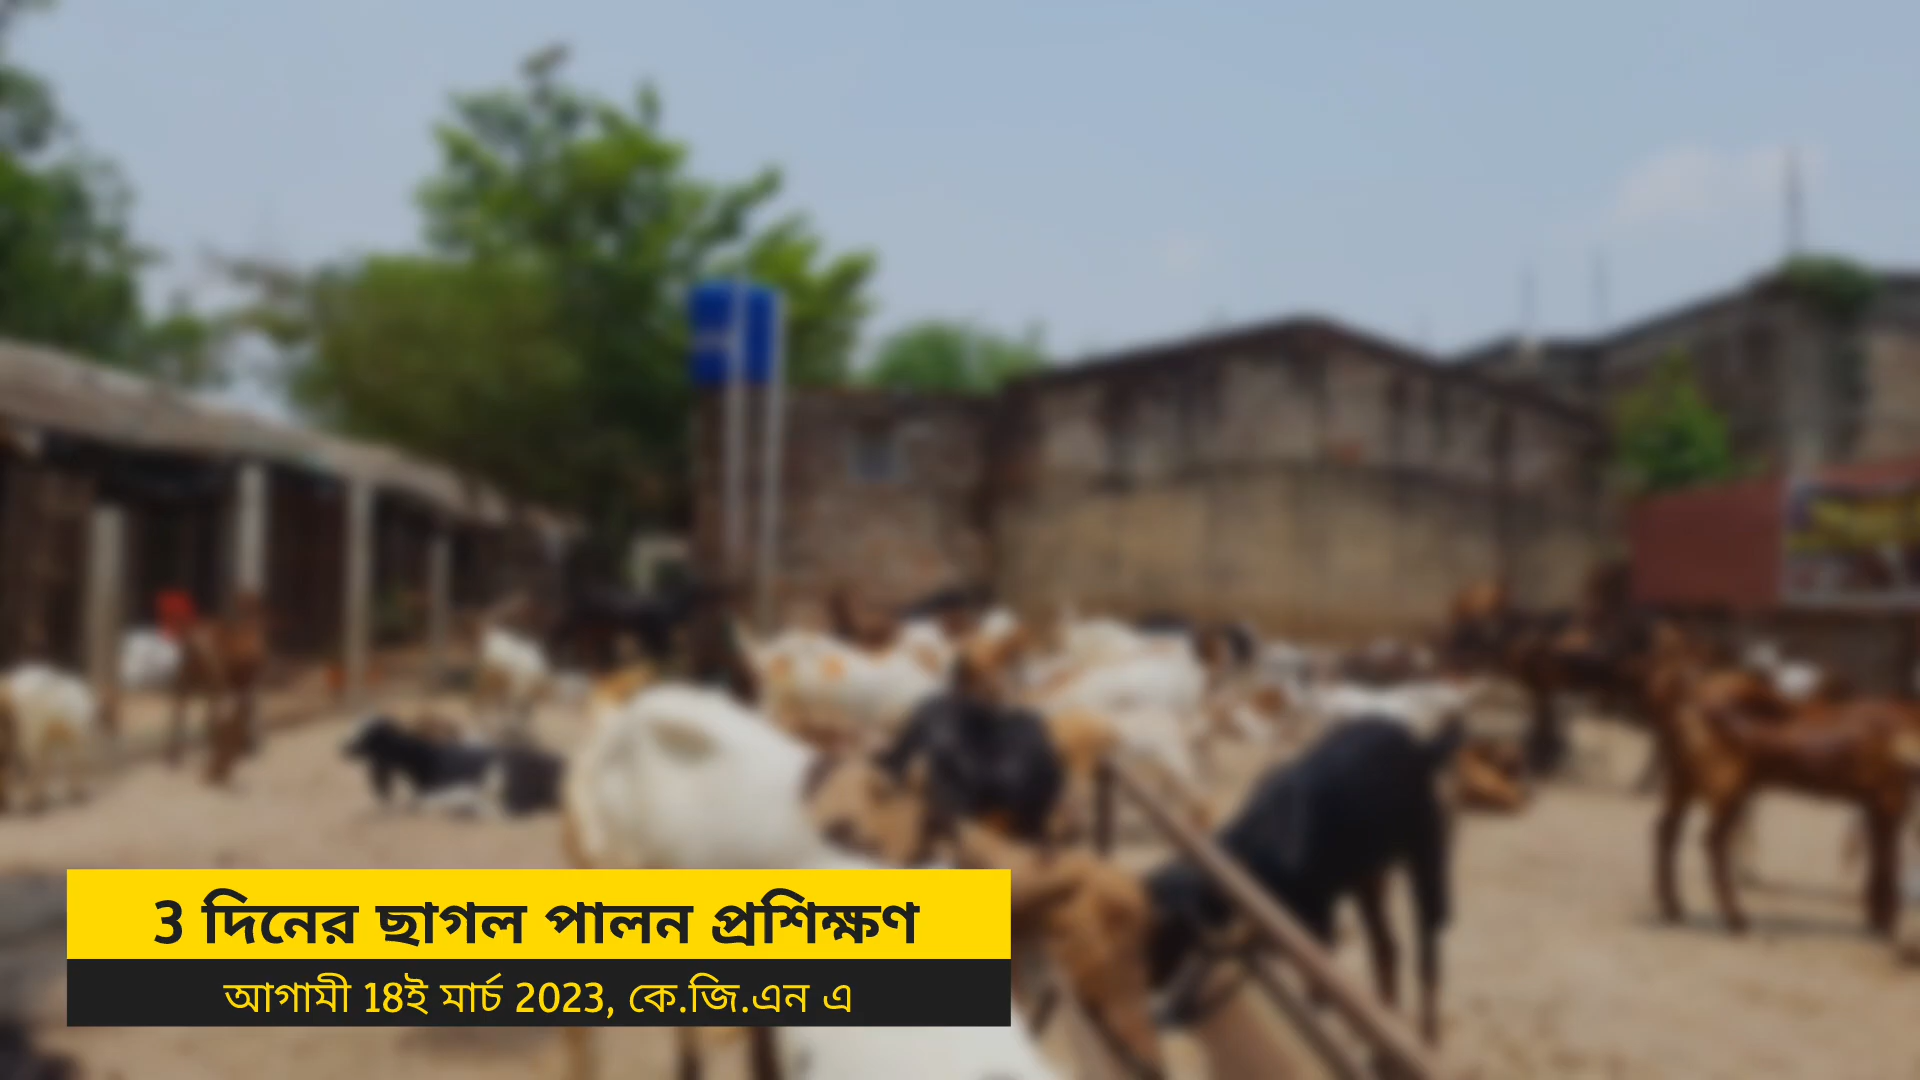 3 দিনের ছাগল পালন প্রশিক্ষণ
আগামী 18ই মার্চ 2023, কে.জি.এন এ